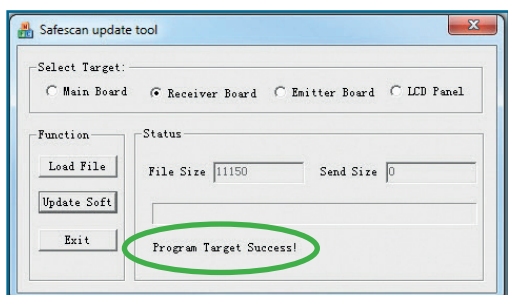 Safescan update tool
Select Target:
Main Board Receiver Board Emitter Board LCD Panel
Function
Status
Load File
File Size 11150 Send Size 0
Update Soft
Exit
Program Target Success!